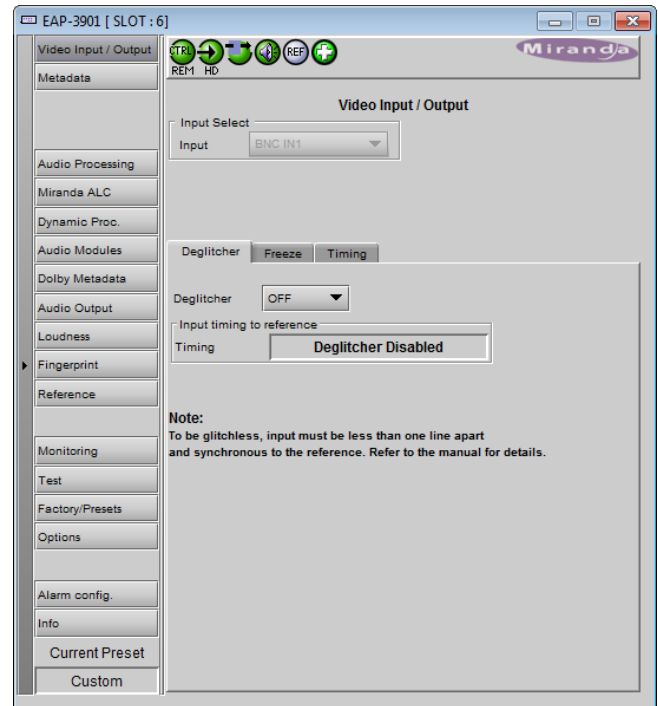 EAP-3901 [ SLOT : 6]
Video Input / Output
Metadata
Audio Processing
Miranda ALC
Dynamic Proc.
Audio Modules
Dolby Metadata
Audio Output
Loudness
Fingerprint
Reference
Monitoring
Test
Factory/Presets
Options
Alarm config.
Info
Current Preset
Custom
CTRL
REF
REM HD
Miranda
Video Input / Output
Input Select
Input BNC IN1
Deglitcher Freeze Timing
Deglitcher OFF
Input timing to reference
Timing Deglitcher Disabled
Note:
To be glitchless, input must be less than one line apart
and synchronous to the reference. Refer to the manual for details.